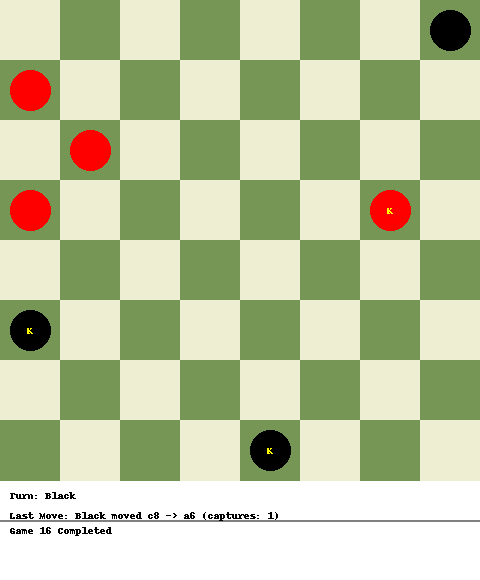 K
K
K
Turn: Black
Last Move: Black moved c8 -> a6 (captures: 1)
Game 16 Completed